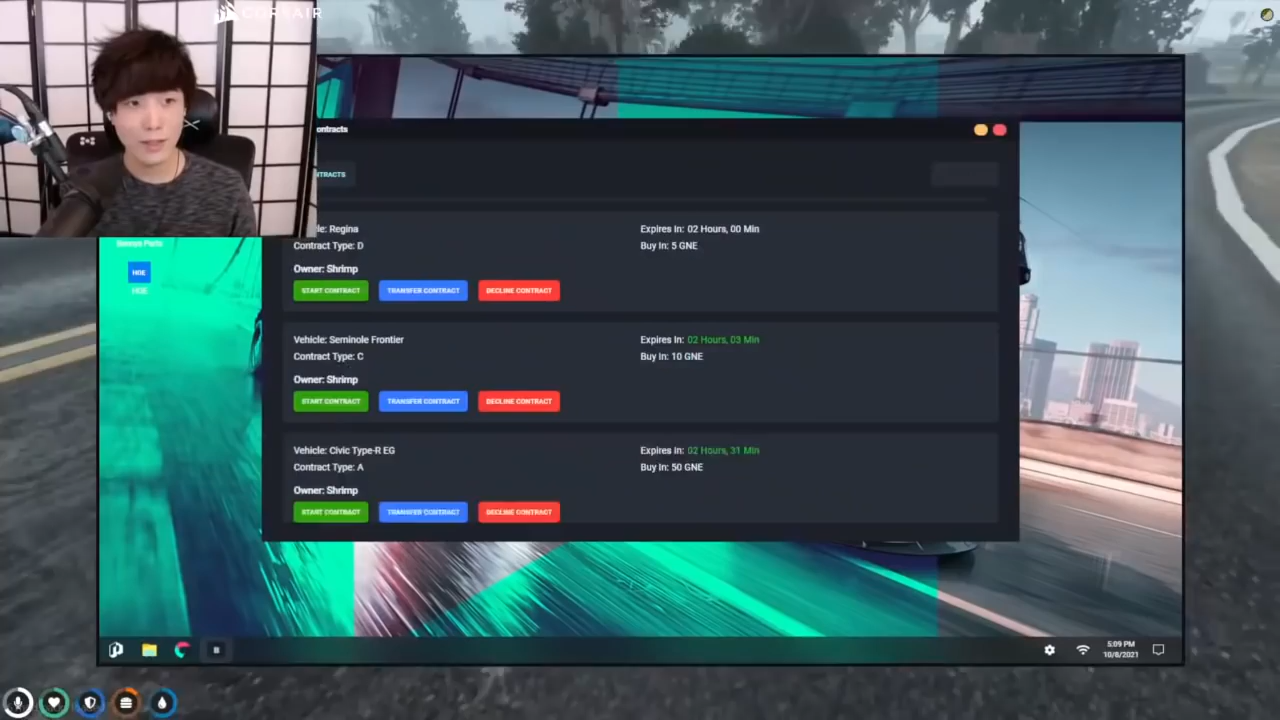 CORSAIR
ontracts
NTRACTS
le: Regina
Expires In: 02 Hours, 00 Min
Contract Type: D
Buy In: 5 GNE
Owner: Shrimp
START CONTRACT
TRANSFER CONTRACT
DECLINE CONTRACT
HOE
HOE
Vehicle: Seminole Frontier
Expires In: 02 Hours, 03 Min
Contract Type: C
Buy In: 10 GNE
Owner: Shrimp
START CONTRACT
TRANSFER CONTRACT
DECLINE CONTRACT
Vehicle: Civic Type-R EG
Expires In: 02 Hours, 31 Min
Contract Type: A
Buy In: 50 GNE
Owner: Shrimp
START CONTRACT
TRANSFER CONTRACT
DECLINE CONTRACT
5:09 PM
10/8/2021